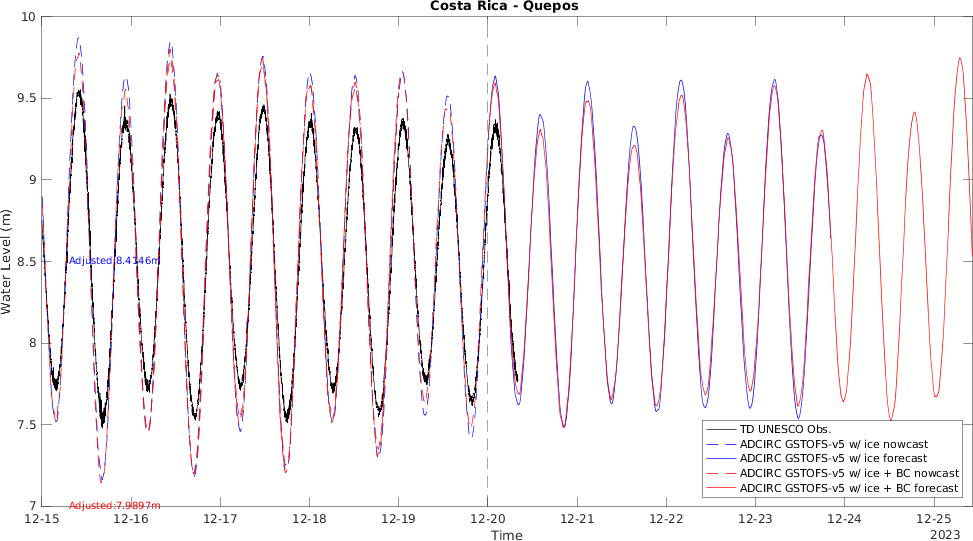 Costa Rica - Quepos
10
9.5
9
8.5
8
7.5
7
Water Level (m)
Adjusted:8.4146m
Adjusted:7.9897m
TD UNESCO Obs.
ADCIRC GSTOFS-v5 w/ ice nowcast
ADCIRC GSTOFS-v5 w/ ice forecast
ADCIRC GSTOFS-v5 w/ ice + BC nowcast
ADCIRC GSTOFS-v5 w/ ice + BC forecast
12-15 12-16 12-17 12-18 12-19 12-20 12-21 12-22 12-23 12-24 12-25
Time
2023